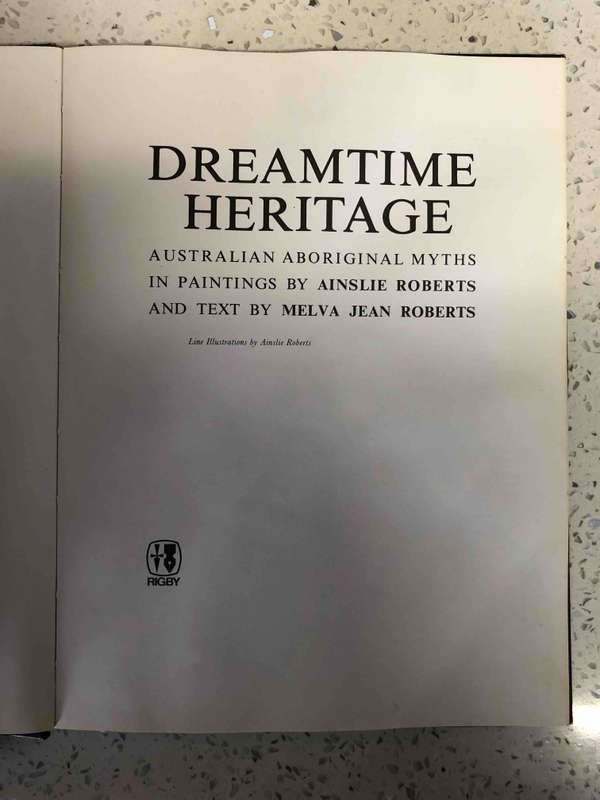 DREAMTIME
HERITAGE
AUSTRALIAN ABORIGINAL MYTHS
IN PAINTINGS BY AINSLIE ROBERTS
AND TEXT BY MELVA JEAN ROBERTS
Line Illustrations by Ainslie Roberts
RIGBY